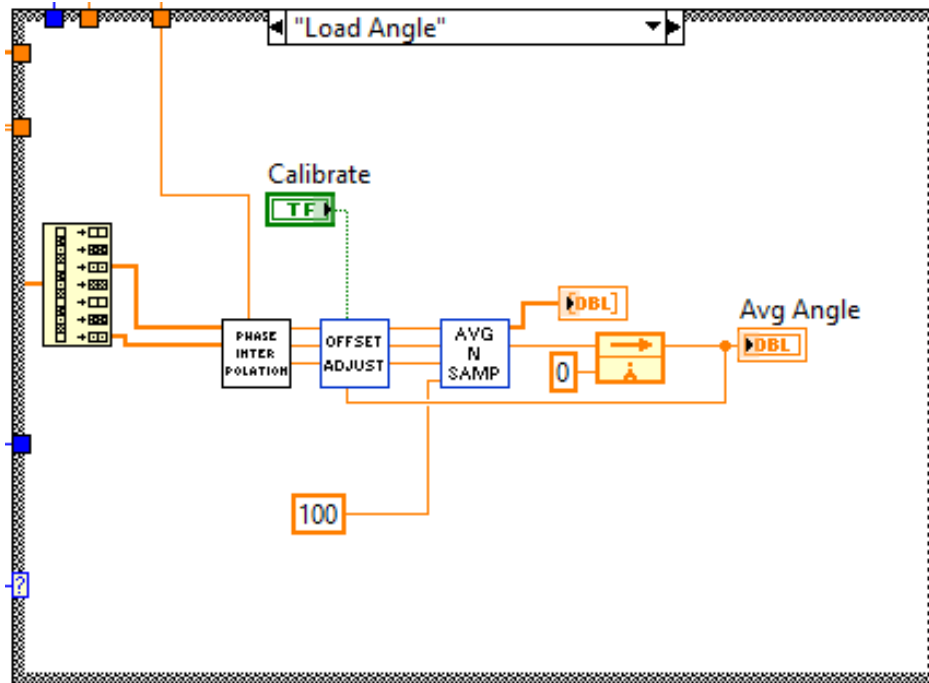 "Load Angle"
Calibrate
TF
[DBL]
Avg Angle
DBL
PHASE
INTER
POLATION
OFFSET
ADJUST
AVG
N
SAMP
0
100
?